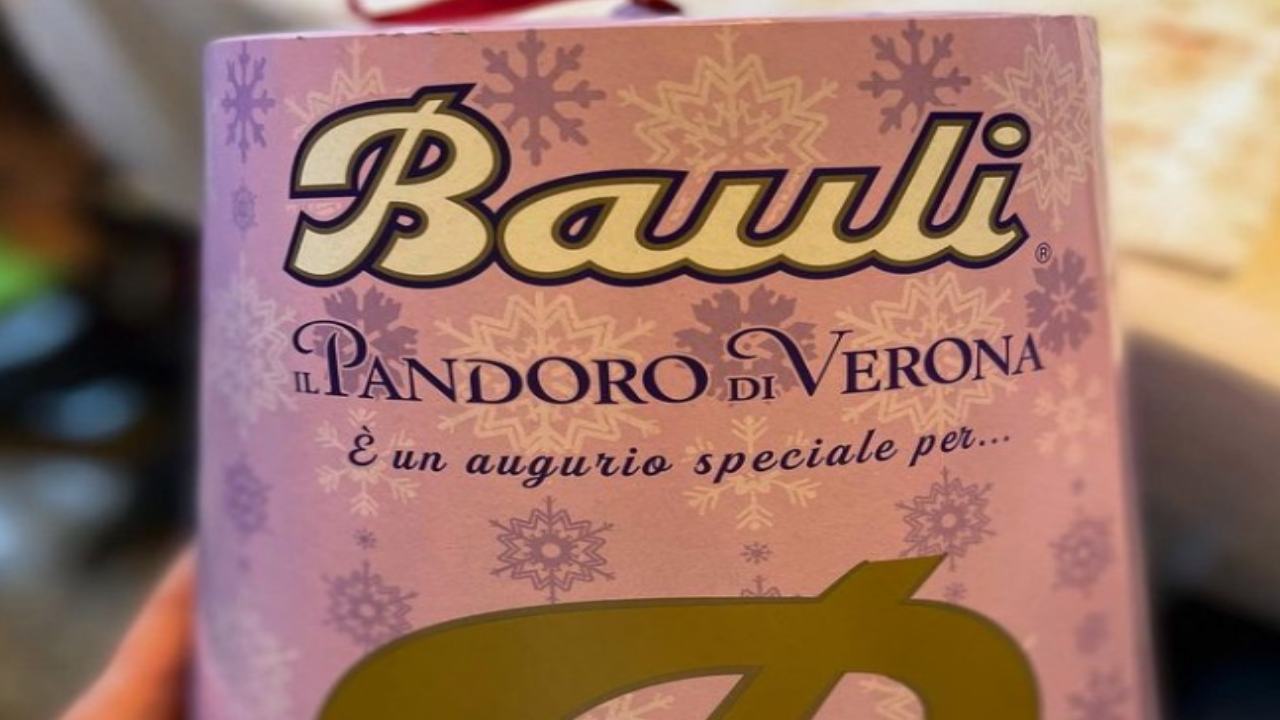 Bauli®
IL PANDORO DI VERONA
È un augurio speciale per...